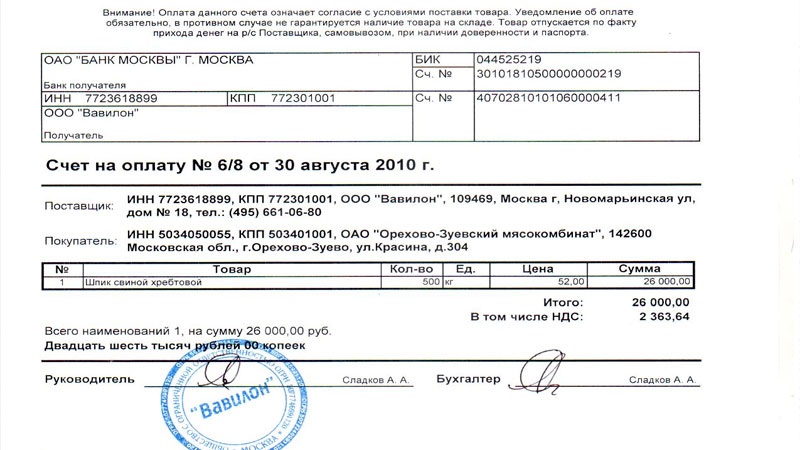 Внимание! Оплата данного счета означает согласие с условиями поставки товара. Уведомление об оплате
обязательно, в противном случае не гарантируется наличие товара на складе. Товар отпускается по факту
прихода денег на р/с Поставщика, самовывозом, при наличии доверенности и паспорта.
ОАО "БАНК МОСКВЫ" Г. МОСКВА БИК 044525219
Сч. № 30101810500000000219
Банк получателя
ИНН 7723618899 КПП 772301001 Сч. № 40702810101060000411
ООО "Вавилон"
Получатель
Счет на оплату № 6/8 от 30 августа 2010 г.
Поставщик: ИНН 7723618899, КПП 772301001, ООО "Вавилон", 109469, Москва г, Новомарьинская ул,
дом № 18, тел.: (495) 661-06-80
Покупатель: ИНН 5034050055, КПП 503401001, ОАО "Орехово-Зуевский мясокомбинат", 142600
Московская обл., г.Орехово-Зуево, ул.Красина, д.304
№ Товар Кол-во Ед. Цена Сумма
1 Шпик свиной хребтовой 500 кг 52,00 26 000,00
Итого: 26 000,00
В том числе НДС: 2 363,64
Всего наименований 1, на сумму 26 000,00 руб.
Двадцать шесть тысяч рублей 00 копеек
Руководитель Сладков А. А. Бухгалтер Сладков А. А.
ОБЩЕСТВО С ОГРАНИЧЕННОЙ ОТВЕТСТВЕННОСТЬЮ ОГРН
"Вавилон"
МОСКВА